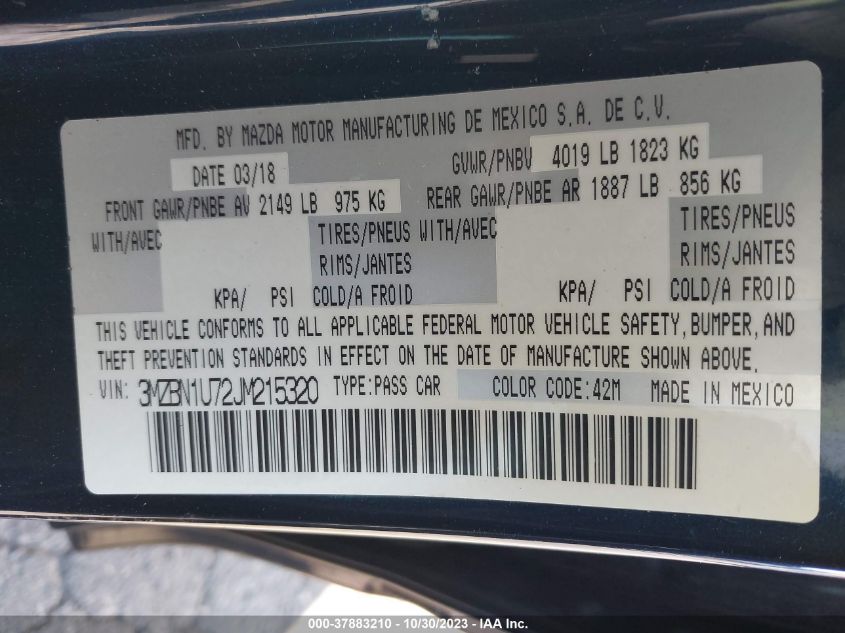 MFD. BY MAZDA MOTOR MANUFACTURING DE MEXICO S.A. DE C.V.
DATE 03/18 GVWR/PNBV 4019 LB 1823 KG
FRONT GAWR/PNBE AV 2149 LB 975 KG REAR GAWR/PNBE AR 1887 LB 856 KG
WITH/AVEC TIRES/PNEUS WITH/AVEC TIRES/PNEUS
RIMS/JANTES RIMS/JANTES
KPA/ PSI COLD/A FROID KPA/ PSI COLD/A FROID
THIS VEHICLE CONFORMS TO ALL APPLICABLE FEDERAL MOTOR VEHICLE SAFETY, BUMPER, AND
THEFT PREVENTION STANDARDS IN EFFECT ON THE DATE OF MANUFACTURE SHOWN ABOVE.
VIN: 3MZBN1U72JM215320 TYPE:PASS CAR COLOR CODE:42M MADE IN MEXICO
000-37883210 - 10/30/2023 - IAA Inc.